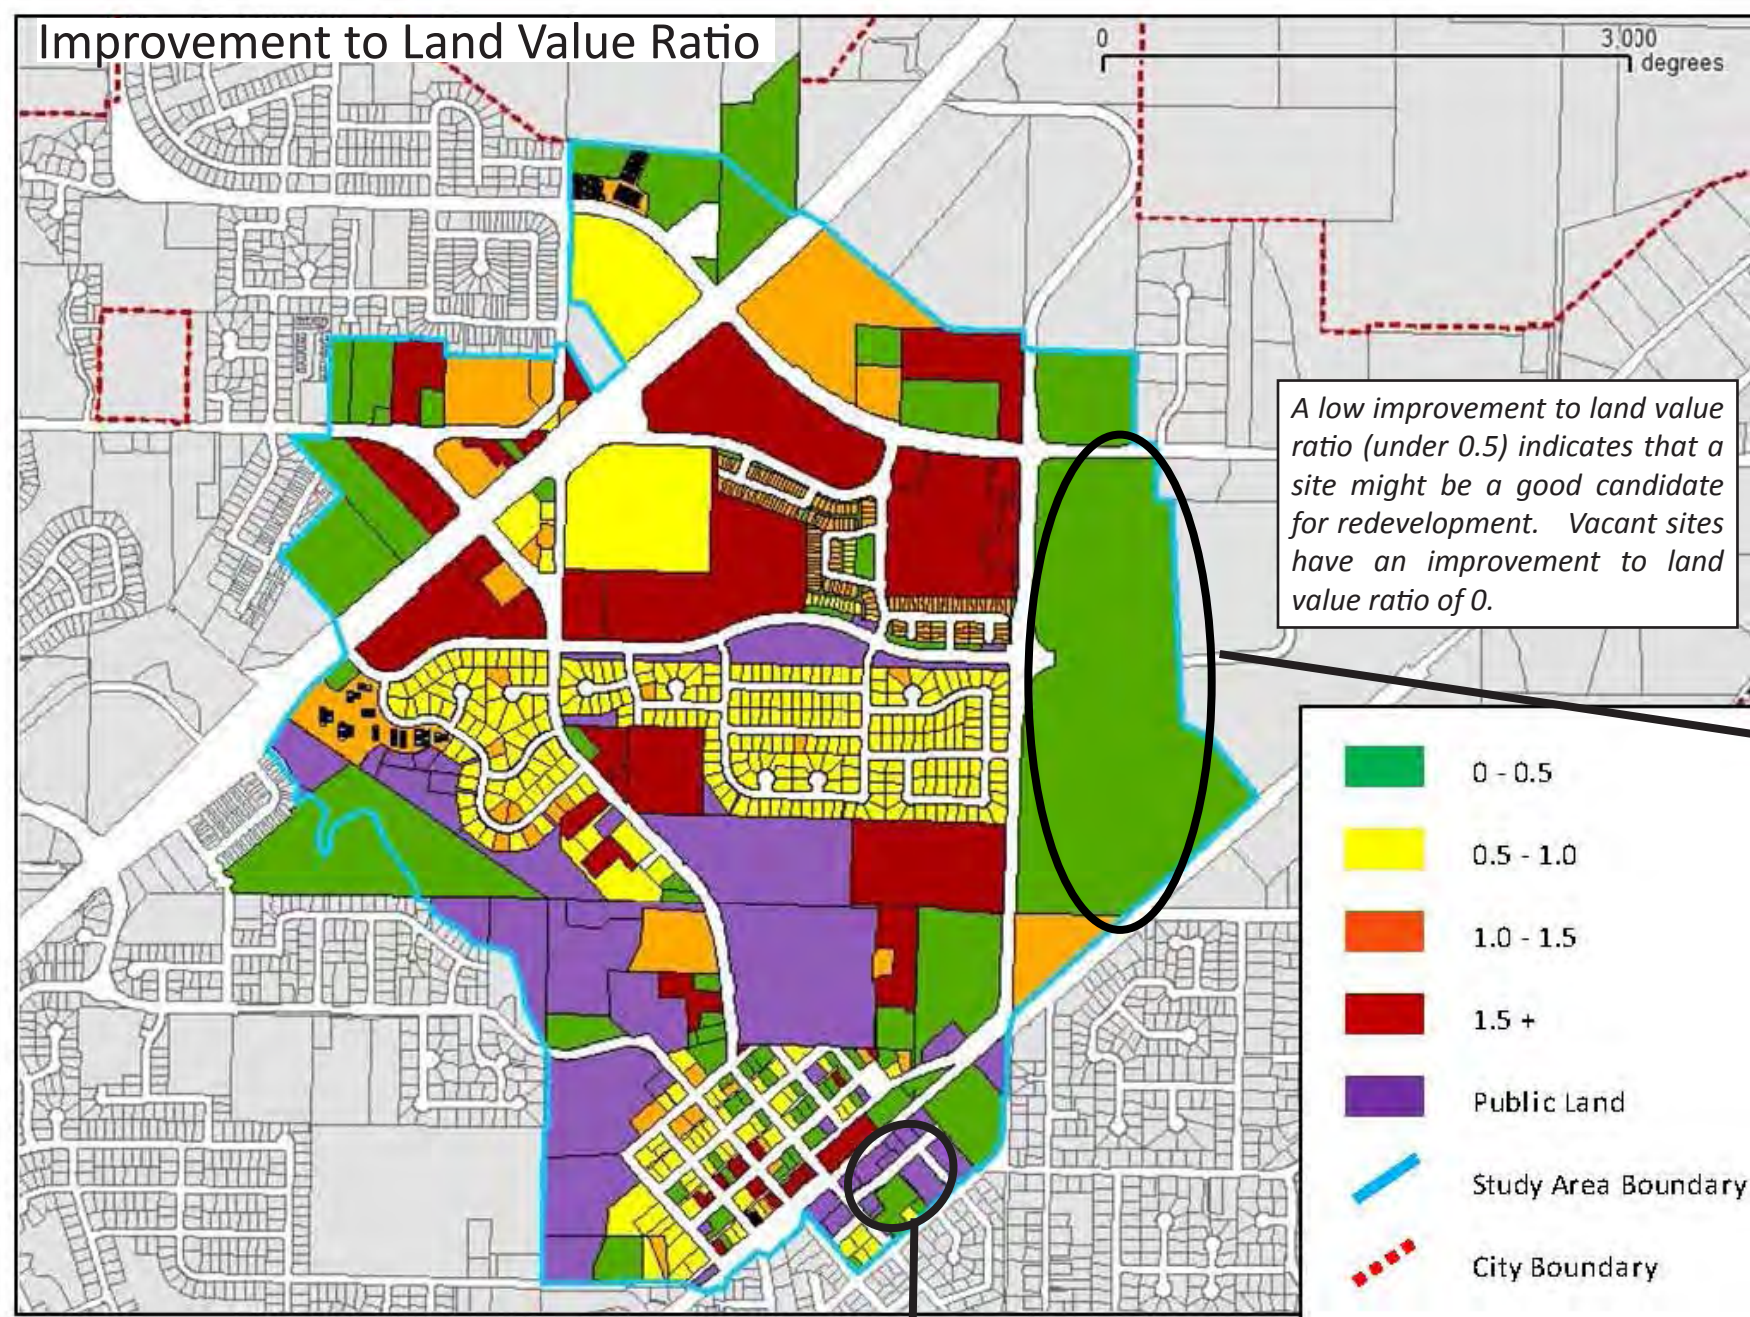 Improvement to Land Value Ratio
0 3,000
degrees
A low improvement to land value
ratio (under 0.5) indicates that a
site might be a good candidate
for redevelopment. Vacant sites
have an improvement to land
value ratio of 0.
0 - 0.5
0.5 - 1.0
1.0 - 1.5
1.5 +
Public Land
Study Area Boundary
City Boundary